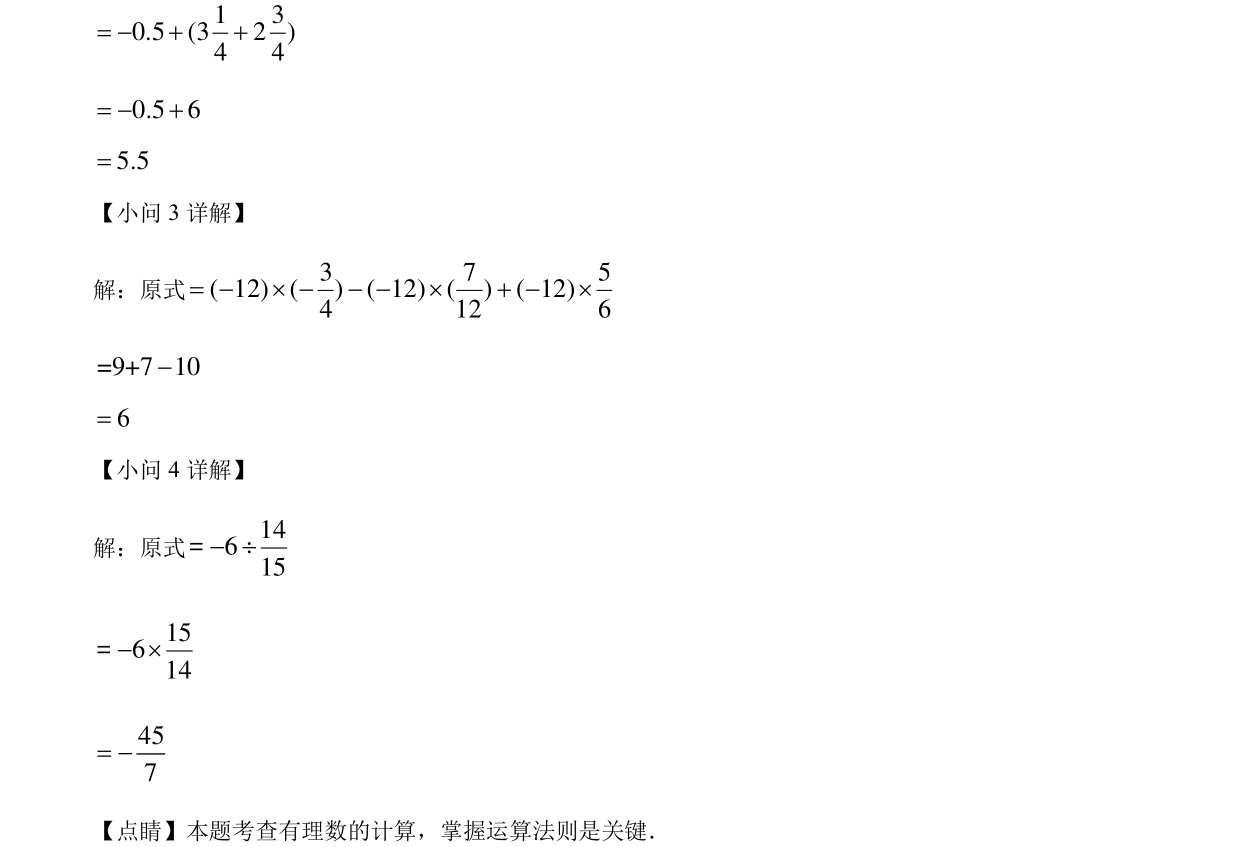 =−0.5+(3 1/4+2 3/4)
=−0.5+6
=5.5
【小问 3 详解】
解：原式=(−12)×(−3/4)−(−12)×(7/12)+(−12)×5/6
=9+7−10
=6
【小问 4 详解】
解：原式=−6÷14/15
=−6×15/14
=−45/7
【点睛】本题考查有理数的计算，掌握运算法则是关键．